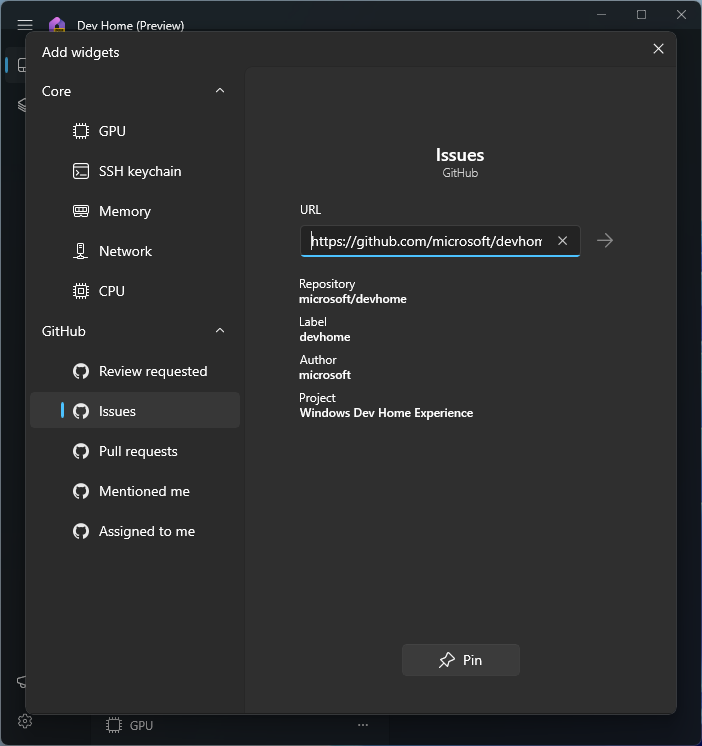 Dev Home (Preview)
Add widgets
Core
GPU
SSH keychain
Memory
Network
CPU
GitHub
Review requested
Issues
Pull requests
Mentioned me
Assigned to me
Issues
GitHub
URL
https://github.com/microsoft/devhom
Repository
microsoft/devhome
Label
devhome
Author
microsoft
Project
Windows Dev Home Experience
Pin
GPU